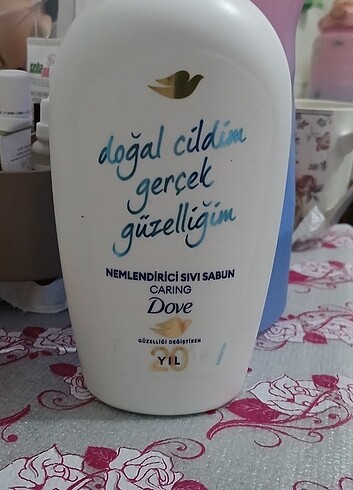 doğal cildim
gerçek
güzelliğim
NEMLENDİRİCİ SIVI SABUN
CARING
Dove
GÜZELLİĞİ DEĞİŞTİREN
20
YIL